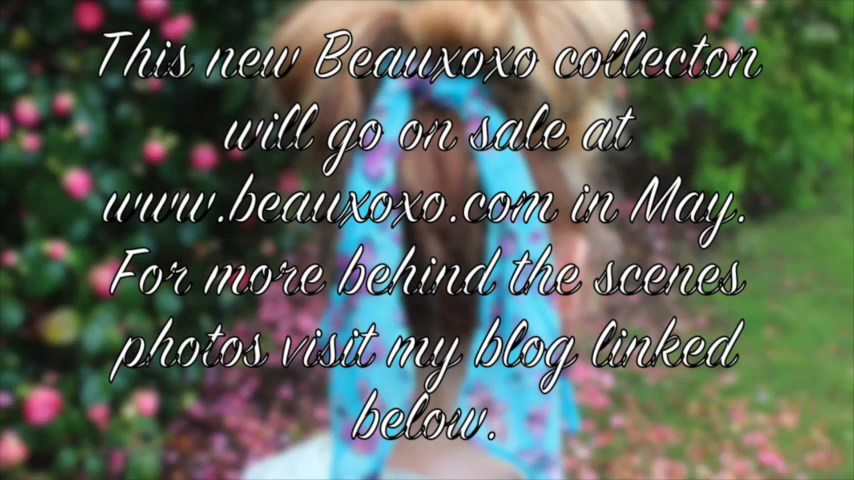 This new Beauxoxo collecton
will go on sale at
www.beauxoxo.com in May.
For more behind the scenes
photos visit my blog linked
below.